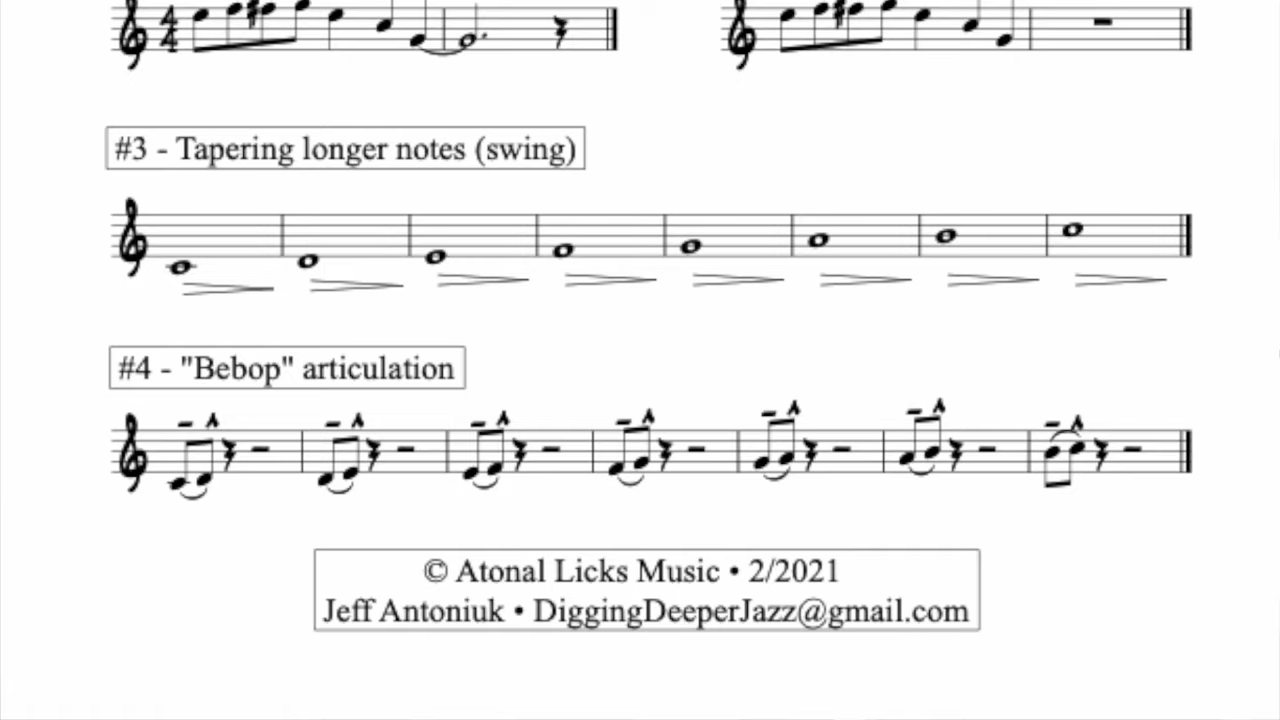 #3 - Tapering longer notes (swing)
#4 - "Bebop" articulation
© Atonal Licks Music • 2/2021
Jeff Antoniuk • DiggingDeeperJazz@gmail.com